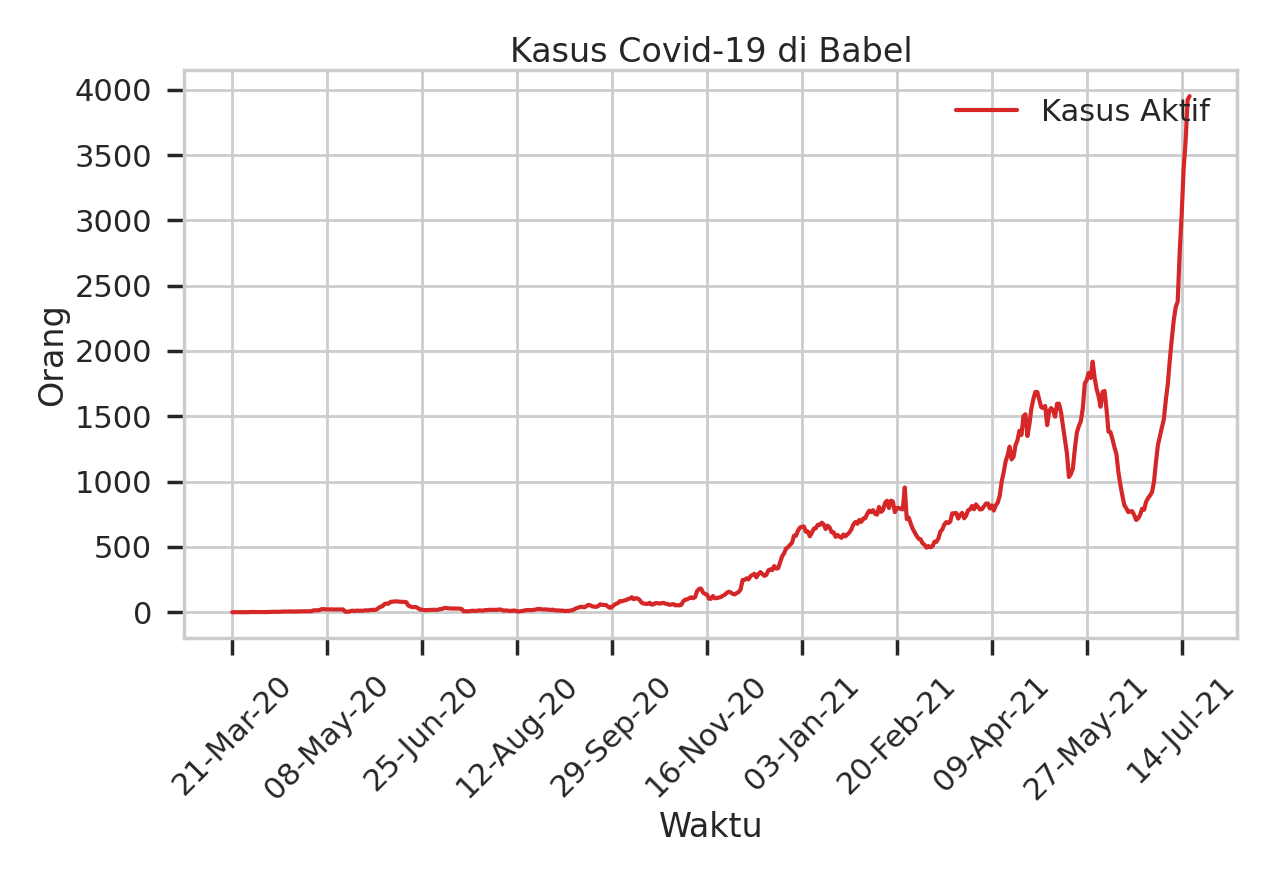 Kasus Covid-19 di Babel
4000
3500
3000
2500
2000
1500
1000
500
0
Orang
Kasus Aktif
21-Mar-20
08-May-20
25-Jun-20
12-Aug-20
29-Sep-20
16-Nov-20
03-Jan-21
20-Feb-21
09-Apr-21
27-May-21
14-Jul-21
Waktu